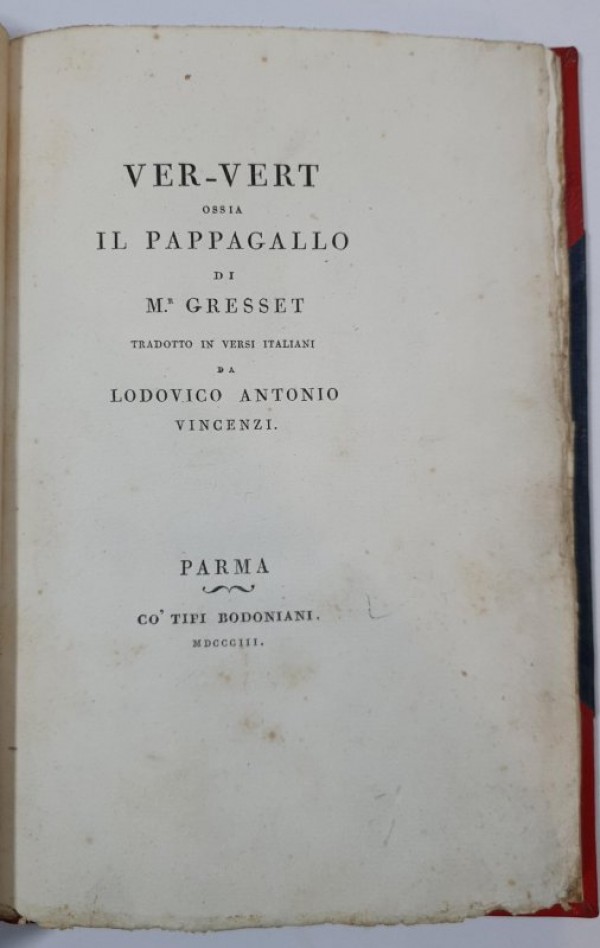 VER-VERT
OSSIA
IL PAPPAGALLO
DI
M.R GRESSET
TRADOTTO IN VERSI ITALIANI
DA
LODOVICO ANTONIO
VINCENZI.
PARMA
CO' TIPI BODONIANI.
MDCCCIII.